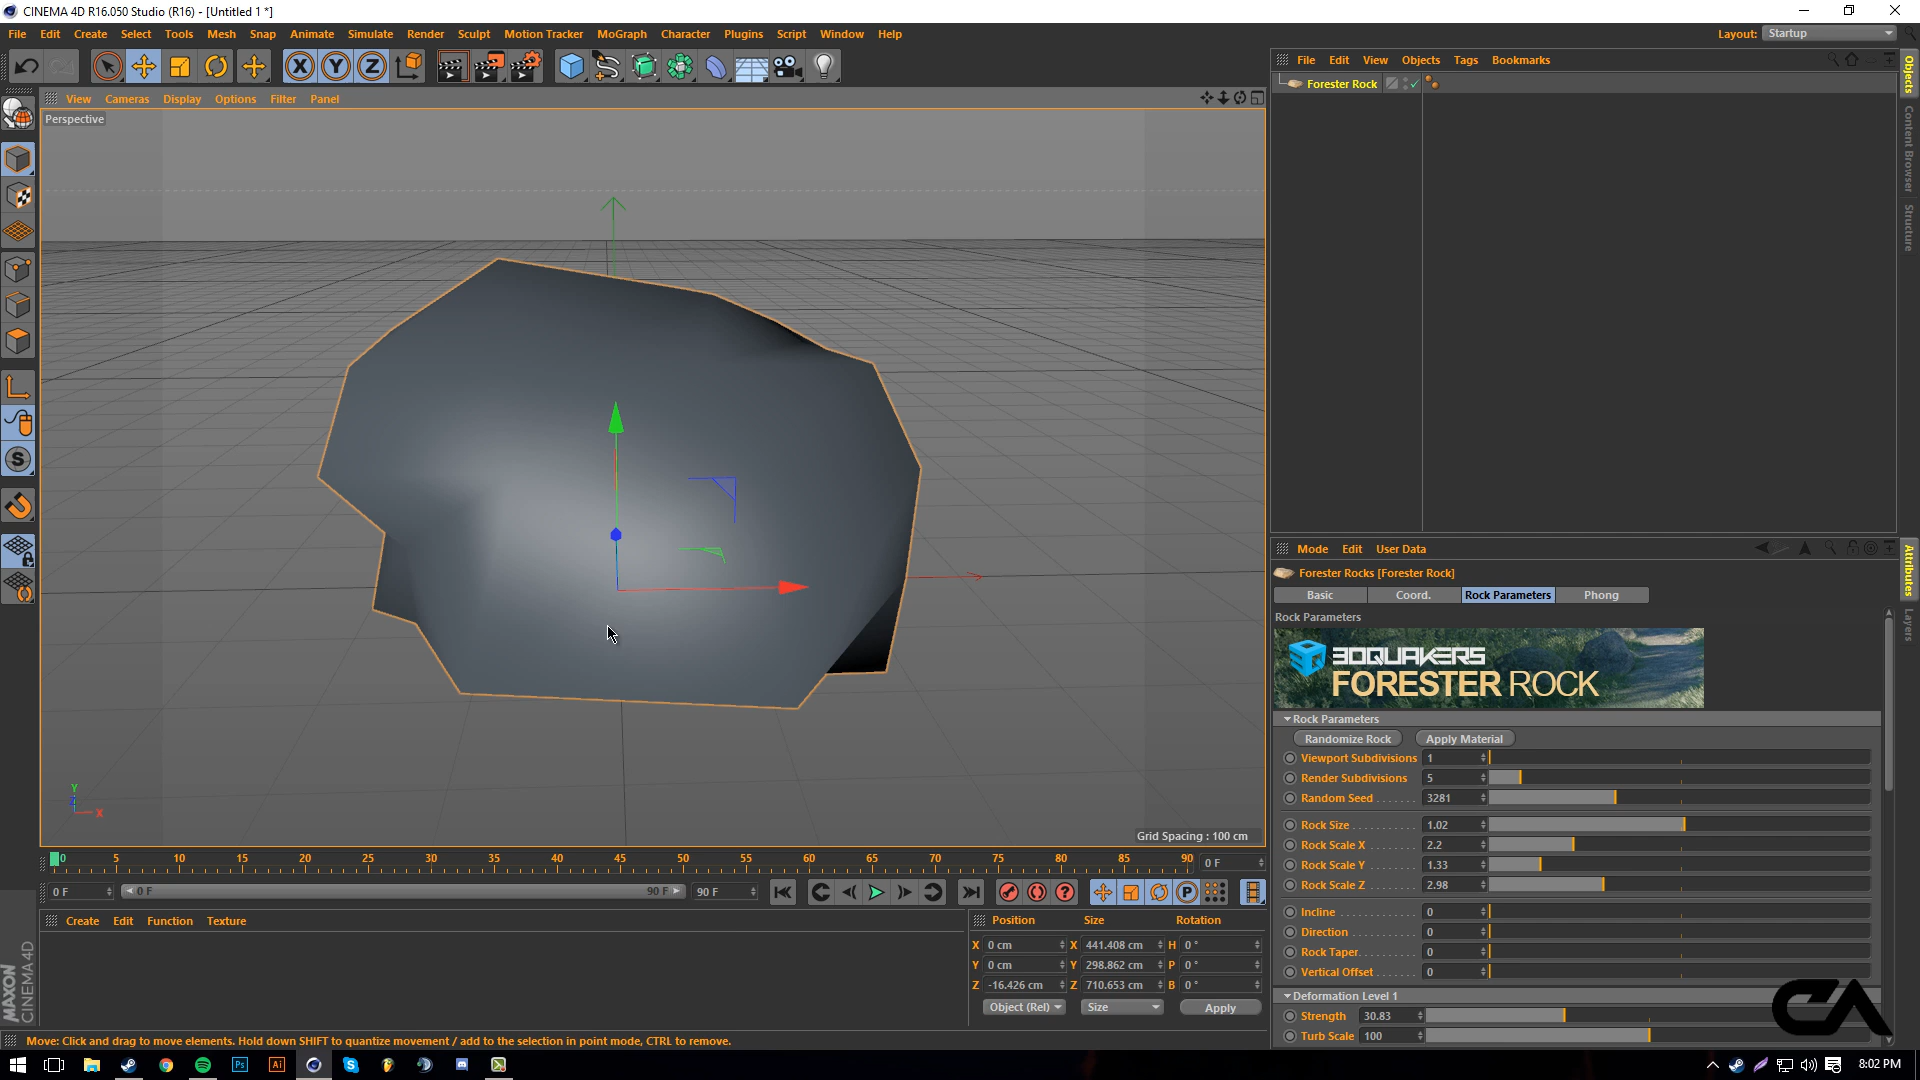 CINEMA 4D R16.050 Studio (R16) - [Untitled 1 *]
File Edit Create Select Tools Mesh Snap Animate Simulate Render Sculpt Motion Tracker MoGraph Character Plugins Script Window Help
Layout: Startup
File Edit View Objects Tags Bookmarks
Forester Rock
View Cameras Display Options Filter Panel
Perspective
Objects
Content Browser
Structure
Mode Edit User Data
Forester Rocks [Forester Rock]
Basic Coord. Rock Parameters Phong
Attributes
Layers
Rock Parameters
3DQUAKERS
FORESTER ROCK
Rock Parameters
Randomize Rock Apply Material
Viewport Subdivisions 1
Render Subdivisions 5
Random Seed 3281
Rock Size 1.02
Rock Scale X 2.2
Rock Scale Y 1.33
Rock Scale Z 2.98
Incline 0
Direction 0
Rock Taper 0
Vertical Offset 0
Deformation Level 1
Strength 30.83
Turb Scale 100
CA
Y
Z
X
Grid Spacing : 100 cm
0 5 10 15 20 25 30 35 40 45 50 55 60 65 70 75 80 85 90 0 F
0 F 0 F 90 F 90 F
Create Edit Function Texture
Position Size Rotation
X 0 cm X 441.408 cm H 0 °
Y 0 cm Y 298.862 cm P 0 °
Z -16.426 cm Z 710.653 cm B 0 °
Object (Rel) Size Apply
MAXON
CINEMA 4D
Move: Click and drag to move elements. Hold down SHIFT to quantize movement / add to the selection in point mode, CTRL to remove.
8:02 PM